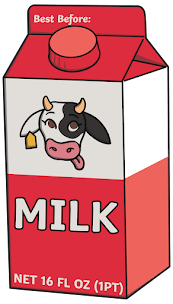 Best Before:
MILK
NET 16 FL OZ (1PT)